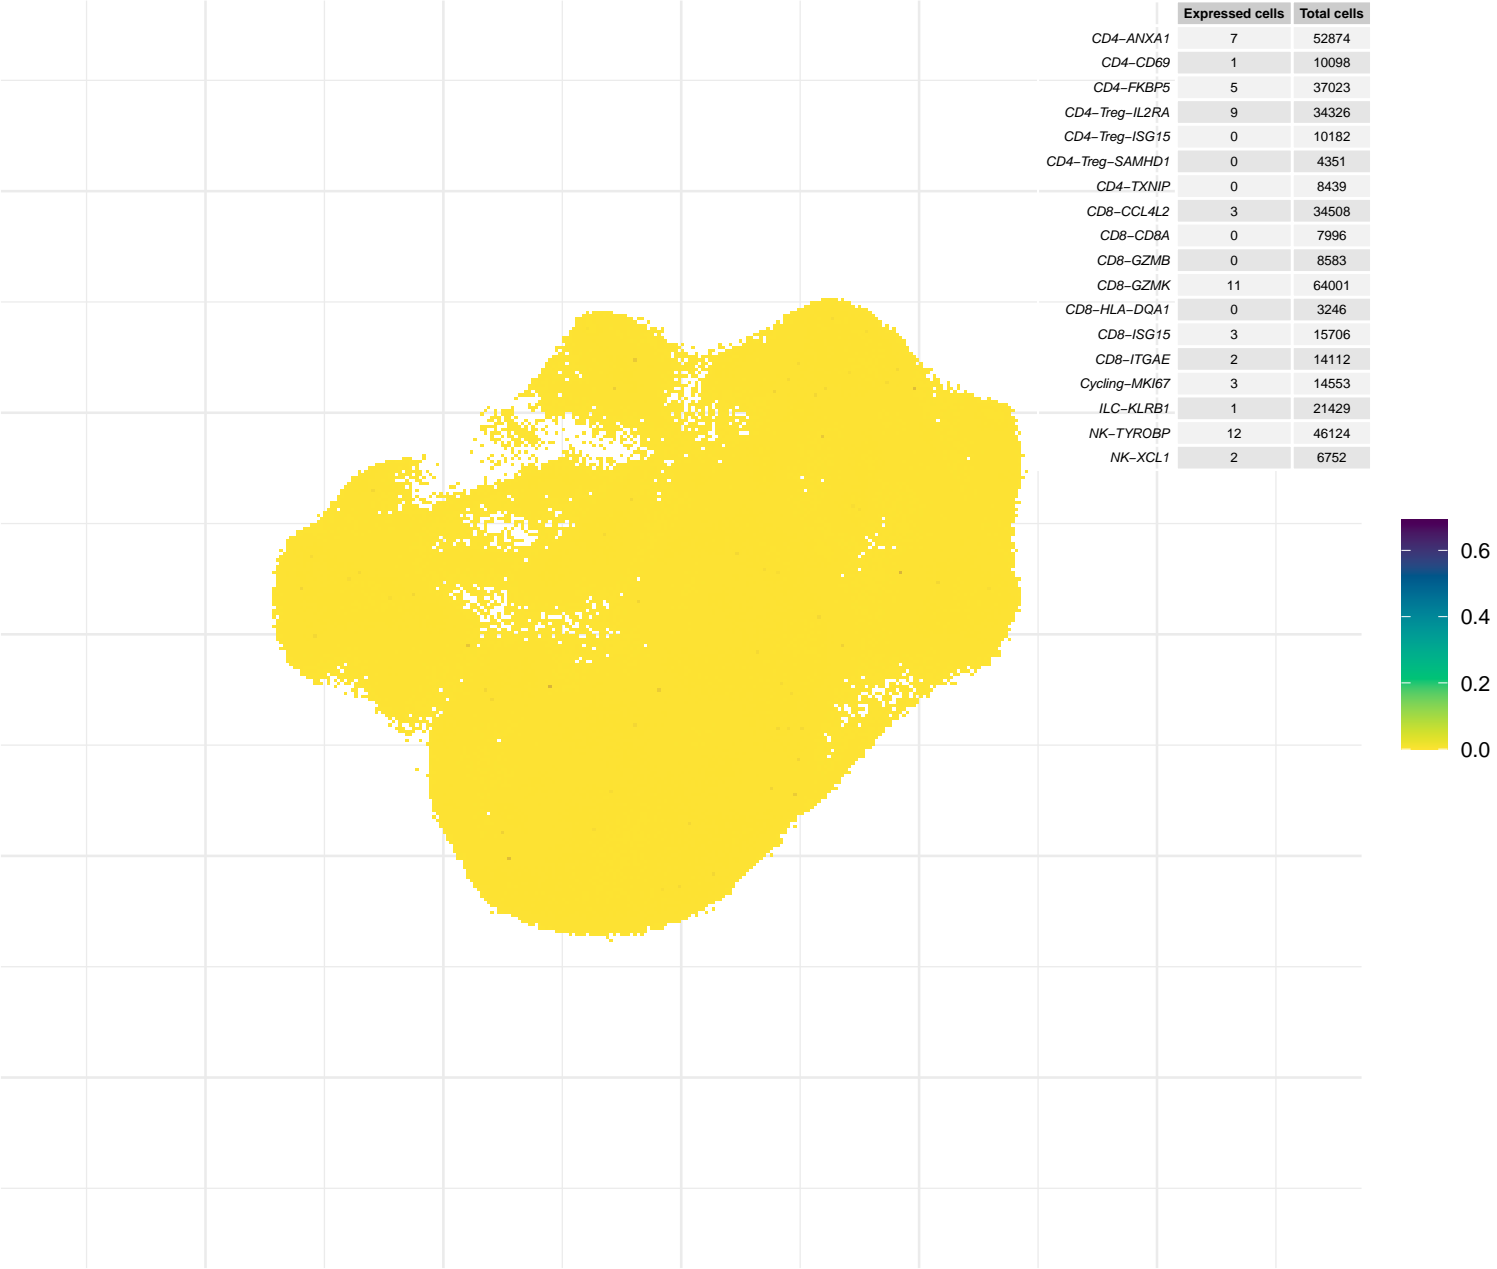 Expressed cells Total cells
CD4−ANXA1 7 52874
CD4−CD69 1 10098
CD4−FKBP5 5 37023
CD4−Treg−IL2RA 9 34326
CD4−Treg−ISG15 0 10182
CD4−Treg−SAMHD1 0 4351
CD4−TXNIP 0 8439
CD8−CCL4L2 3 34508
CD8−CD8A 0 7996
CD8−GZMB 0 8583
CD8−GZMK 11 64001
CD8−HLA−DQA1 0 3246
CD8−ISG15 3 15706
CD8−ITGAE 2 14112
Cycling−MKI67 3 14553
ILC−KLRB1 1 21429
NK−TYROBP 12 46124
NK−XCL1 2 6752
0.6
0.4
0.2
0.0